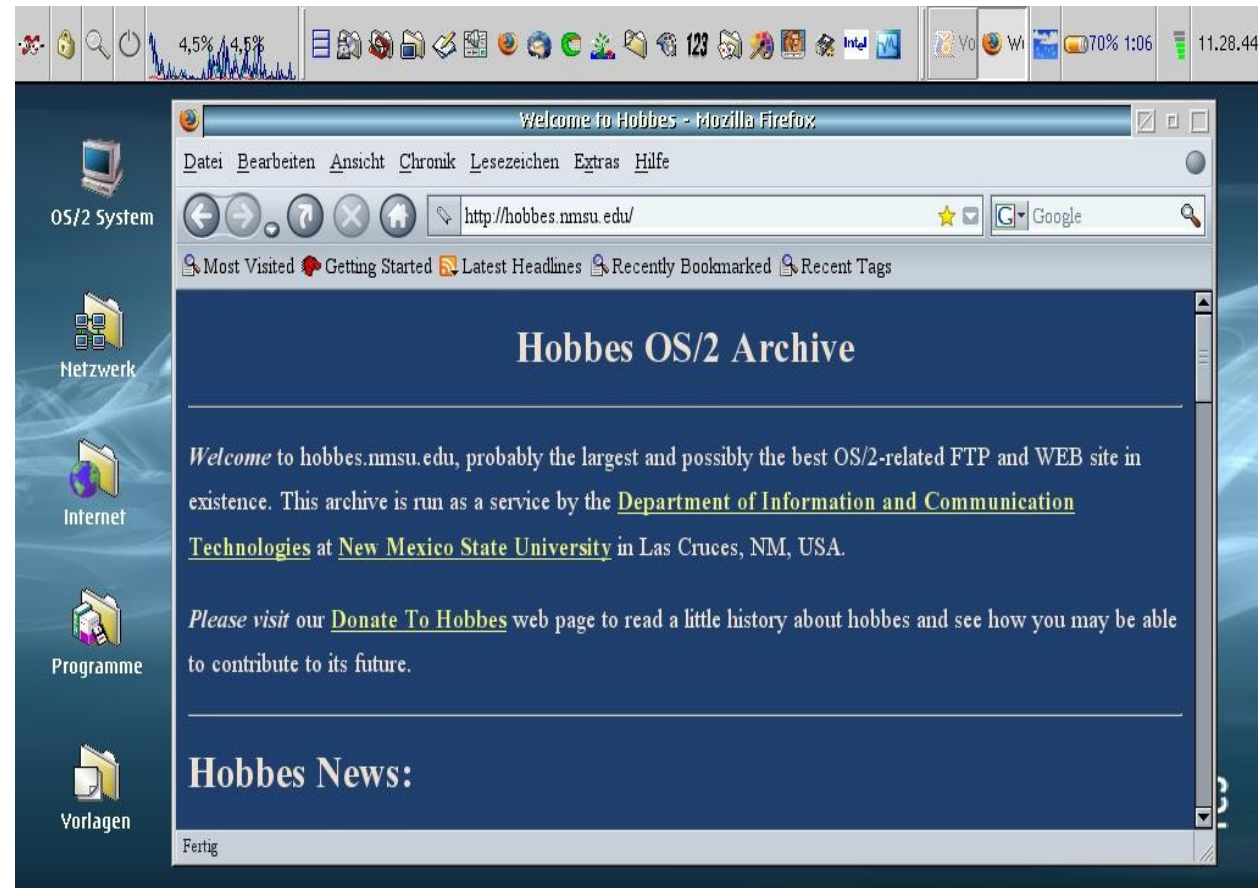 4,5% 4,5% 123 intel Vo Wi 70% 1:06 11.28.44
Welcome to Hobbes - Mozilla Firefox
Datei Bearbeiten Ansicht Chronik Lesezeichen Extras Hilfe
http://hobbes.nmsu.edu/ G Google
Most Visited Getting Started Latest Headlines Recently Bookmarked Recent Tags
OS/2 System
Netzwerk
Internet
Programme
Vorlagen
Hobbes OS/2 Archive
Welcome to hobbes.nmsu.edu, probably the largest and possibly the best OS/2-related FTP and WEB site in
existence. This archive is run as a service by the Department of Information and Communication
Technologies at New Mexico State University in Las Cruces, NM, USA.
Please visit our Donate To Hobbes web page to read a little history about hobbes and see how you may be able
to contribute to its future.
Hobbes News:
Fertig